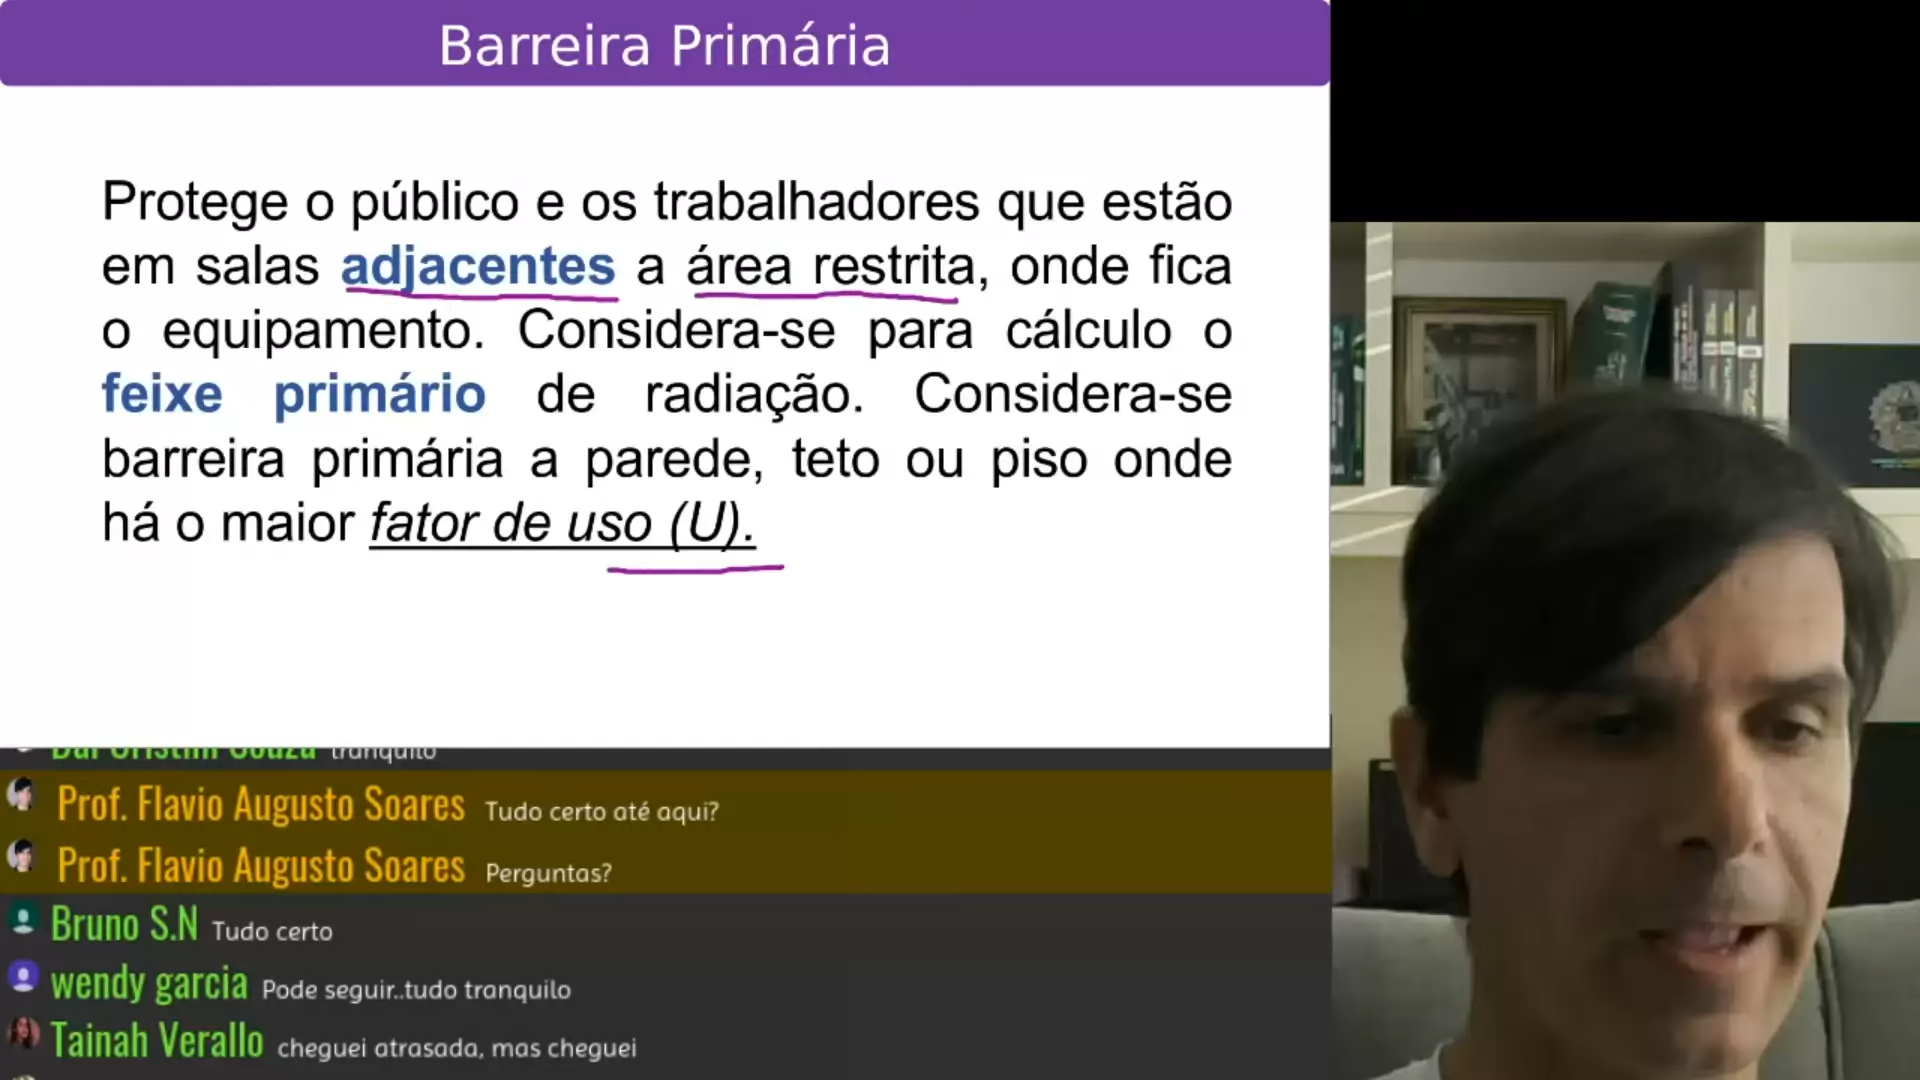 Barreira Primária
Protege o público e os trabalhadores que estão
em salas adjacentes a área restrita, onde fica
o equipamento. Considera-se para cálculo o
feixe primário de radiação. Considera-se
barreira primária a parede, teto ou piso onde
há o maior fator de uso (U).
Dai Cristini Souza tranquilo
Prof. Flavio Augusto Soares Tudo certo até aqui?
Prof. Flavio Augusto Soares Perguntas?
Bruno S.N Tudo certo
wendy garcia Pode seguir..tudo tranquilo
Tainah Verallo cheguei atrasada, mas cheguei